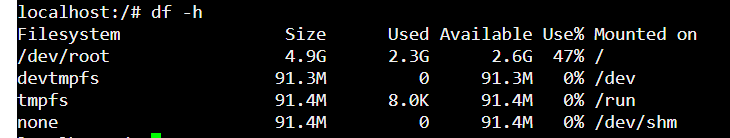 localhost:/# df -h
Filesystem                Size      Used Available Use% Mounted on
/dev/root                 4.9G      2.3G      2.6G  47% /
devtmpfs                 91.3M         0     91.3M   0% /dev
tmpfs                    91.4M      8.0K     91.4M   0% /run
none                     91.4M         0     91.4M   0% /dev/shm